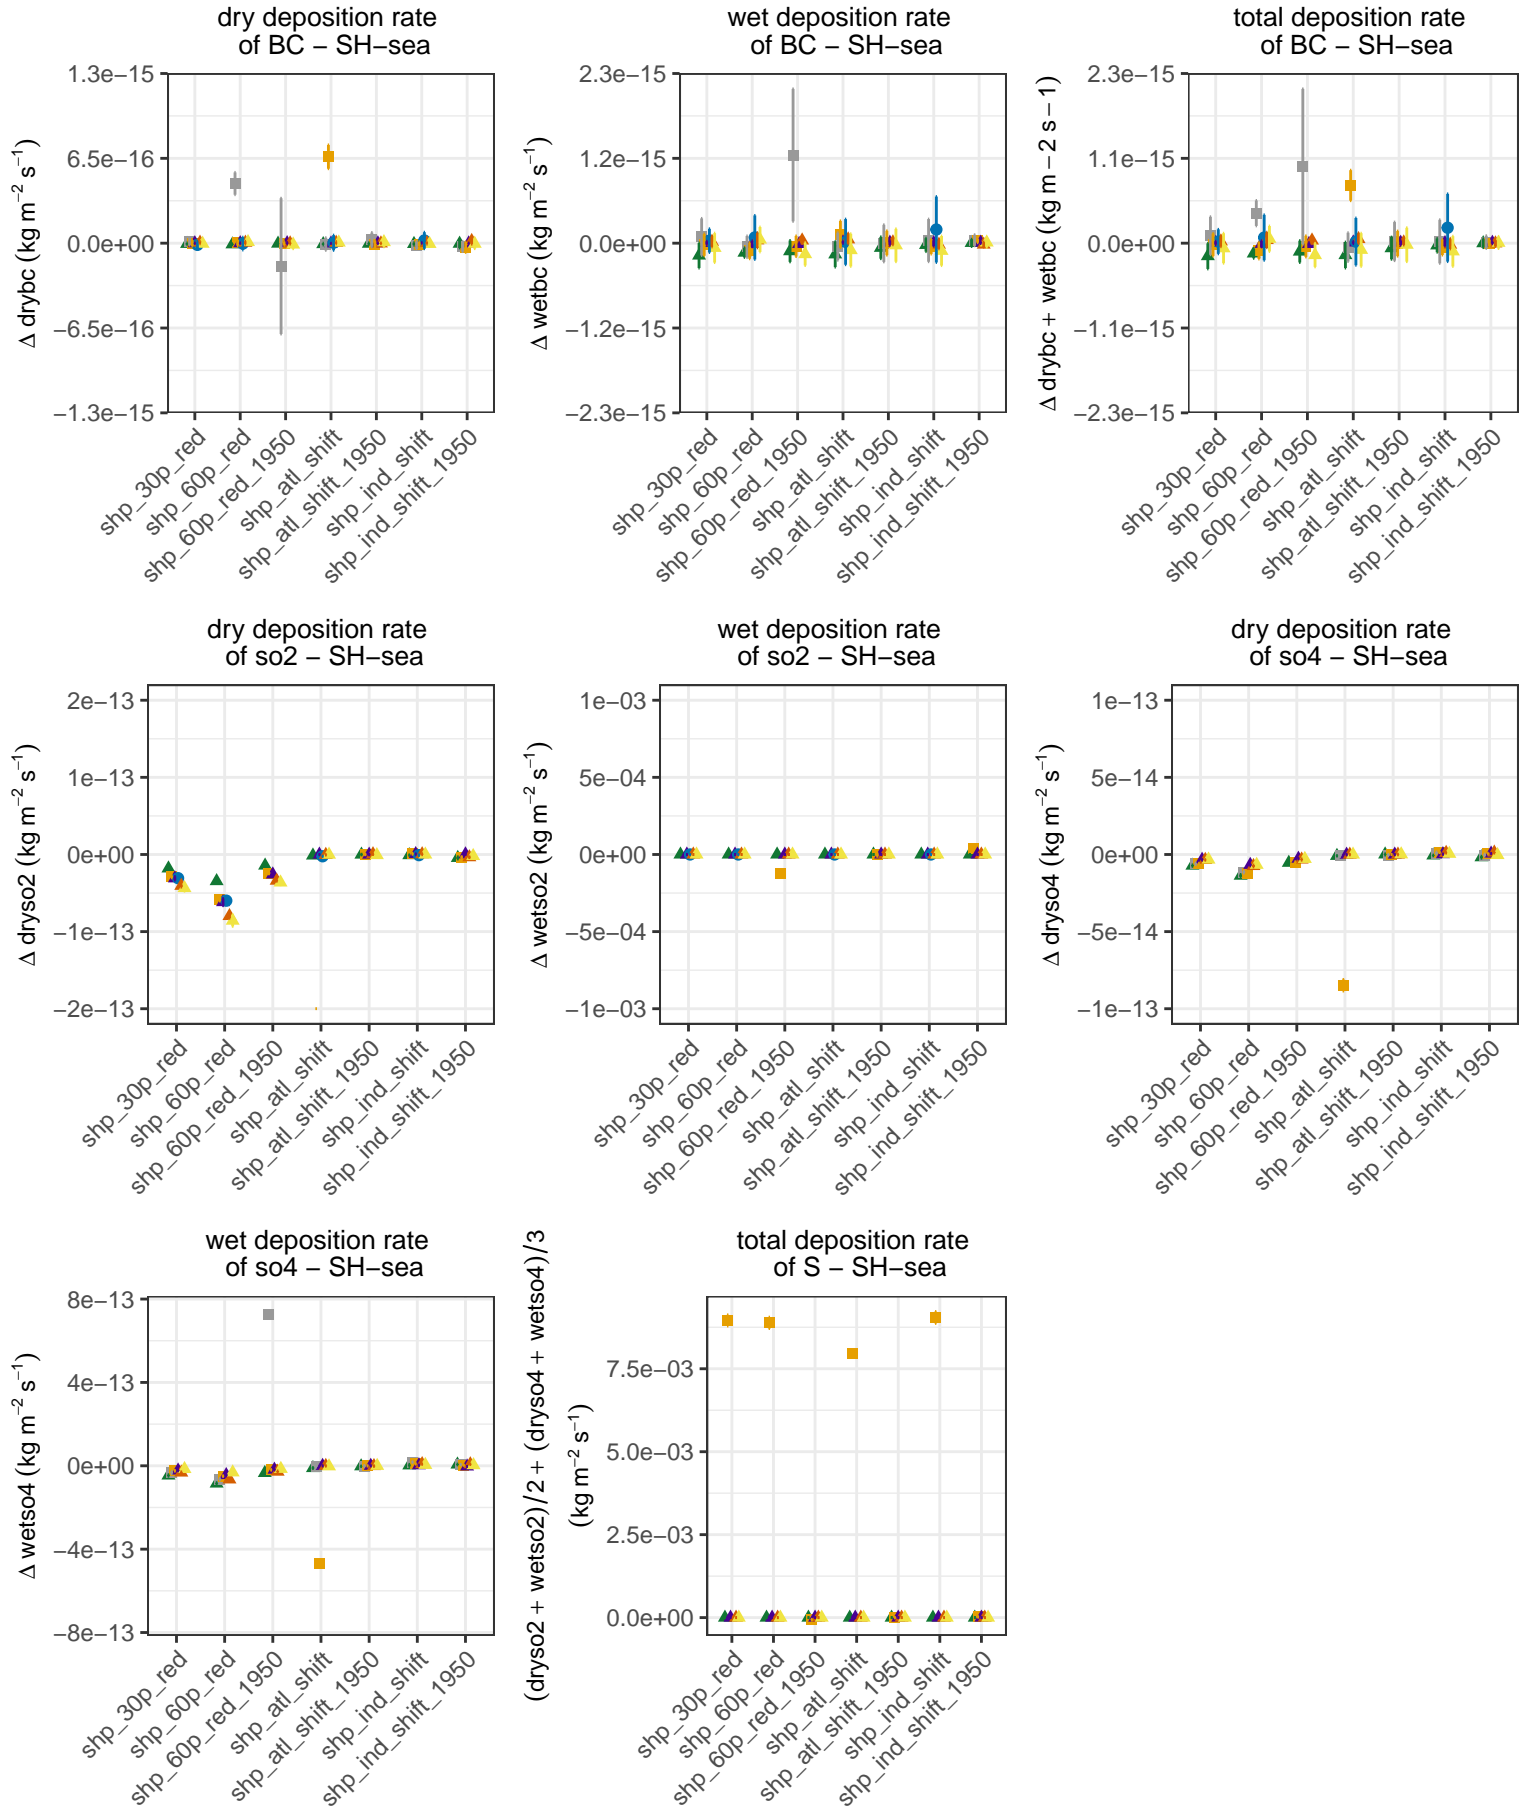 dry deposition rate
of BC − SH−sea
Δ drybc (kg m−2 s−1)
1.3e−15
6.5e−16
0.0e+00
−6.5e−16
−1.3e−15
shp_30p_red
shp_60p_red
shp_60p_red_1950
shp_atl_shift
shp_atl_shift_1950
shp_ind_shift
shp_ind_shift_1950
wet deposition rate
of BC − SH−sea
Δ wetbc (kg m−2 s−1)
2.3e−15
1.2e−15
0.0e+00
−1.2e−15
−2.3e−15
shp_30p_red
shp_60p_red
shp_60p_red_1950
shp_atl_shift
shp_atl_shift_1950
shp_ind_shift
shp_ind_shift_1950
total deposition rate
of BC − SH−sea
Δ drybc + wetbc (kg m − 2 s − 1)
2.3e−15
1.1e−15
0.0e+00
−1.1e−15
−2.3e−15
shp_30p_red
shp_60p_red
shp_60p_red_1950
shp_atl_shift
shp_atl_shift_1950
shp_ind_shift
shp_ind_shift_1950
dry deposition rate
of so2 − SH−sea
Δ dryso2 (kg m−2 s−1)
2e−13
1e−13
0e+00
−1e−13
−2e−13
shp_30p_red
shp_60p_red
shp_60p_red_1950
shp_atl_shift
shp_atl_shift_1950
shp_ind_shift
shp_ind_shift_1950
wet deposition rate
of so2 − SH−sea
Δ wetso2 (kg m−2 s−1)
1e−03
5e−04
0e+00
−5e−04
−1e−03
shp_30p_red
shp_60p_red
shp_60p_red_1950
shp_atl_shift
shp_atl_shift_1950
shp_ind_shift
shp_ind_shift_1950
dry deposition rate
of so4 − SH−sea
Δ dryso4 (kg m−2 s−1)
1e−13
5e−14
0e+00
−5e−14
−1e−13
shp_30p_red
shp_60p_red
shp_60p_red_1950
shp_atl_shift
shp_atl_shift_1950
shp_ind_shift
shp_ind_shift_1950
wet deposition rate
of so4 − SH−sea
Δ wetso4 (kg m−2 s−1)
8e−13
4e−13
0e+00
−4e−13
−8e−13
shp_30p_red
shp_60p_red
shp_60p_red_1950
shp_atl_shift
shp_atl_shift_1950
shp_ind_shift
shp_ind_shift_1950
total deposition rate
of S − SH−sea
(dryso2 + wetso2)/2 + (dryso4 + wetso4)/3
(kg m−2 s−1)
7.5e−03
5.0e−03
2.5e−03
0.0e+00
shp_30p_red
shp_60p_red
shp_60p_red_1950
shp_atl_shift
shp_atl_shift_1950
shp_ind_shift
shp_ind_shift_1950